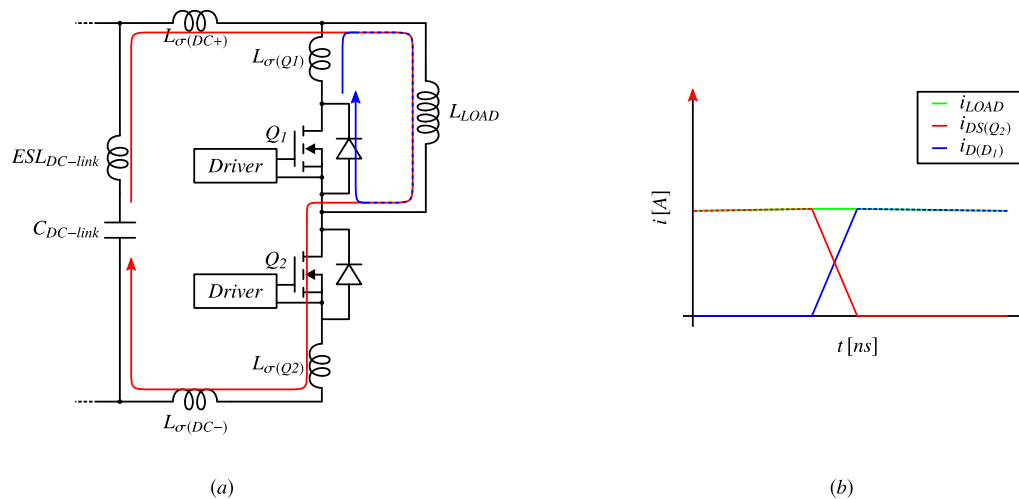 Lσ(DC+)
Lσ(Q1)
LLOAD
Q1
ESLDC-link
Driver
CDC-link
Q2
Driver
Lσ(Q2)
Lσ(DC-)
(a)
iLOAD
iDS(Q2)
iD(D1)
i [A]
t [ns]
(b)